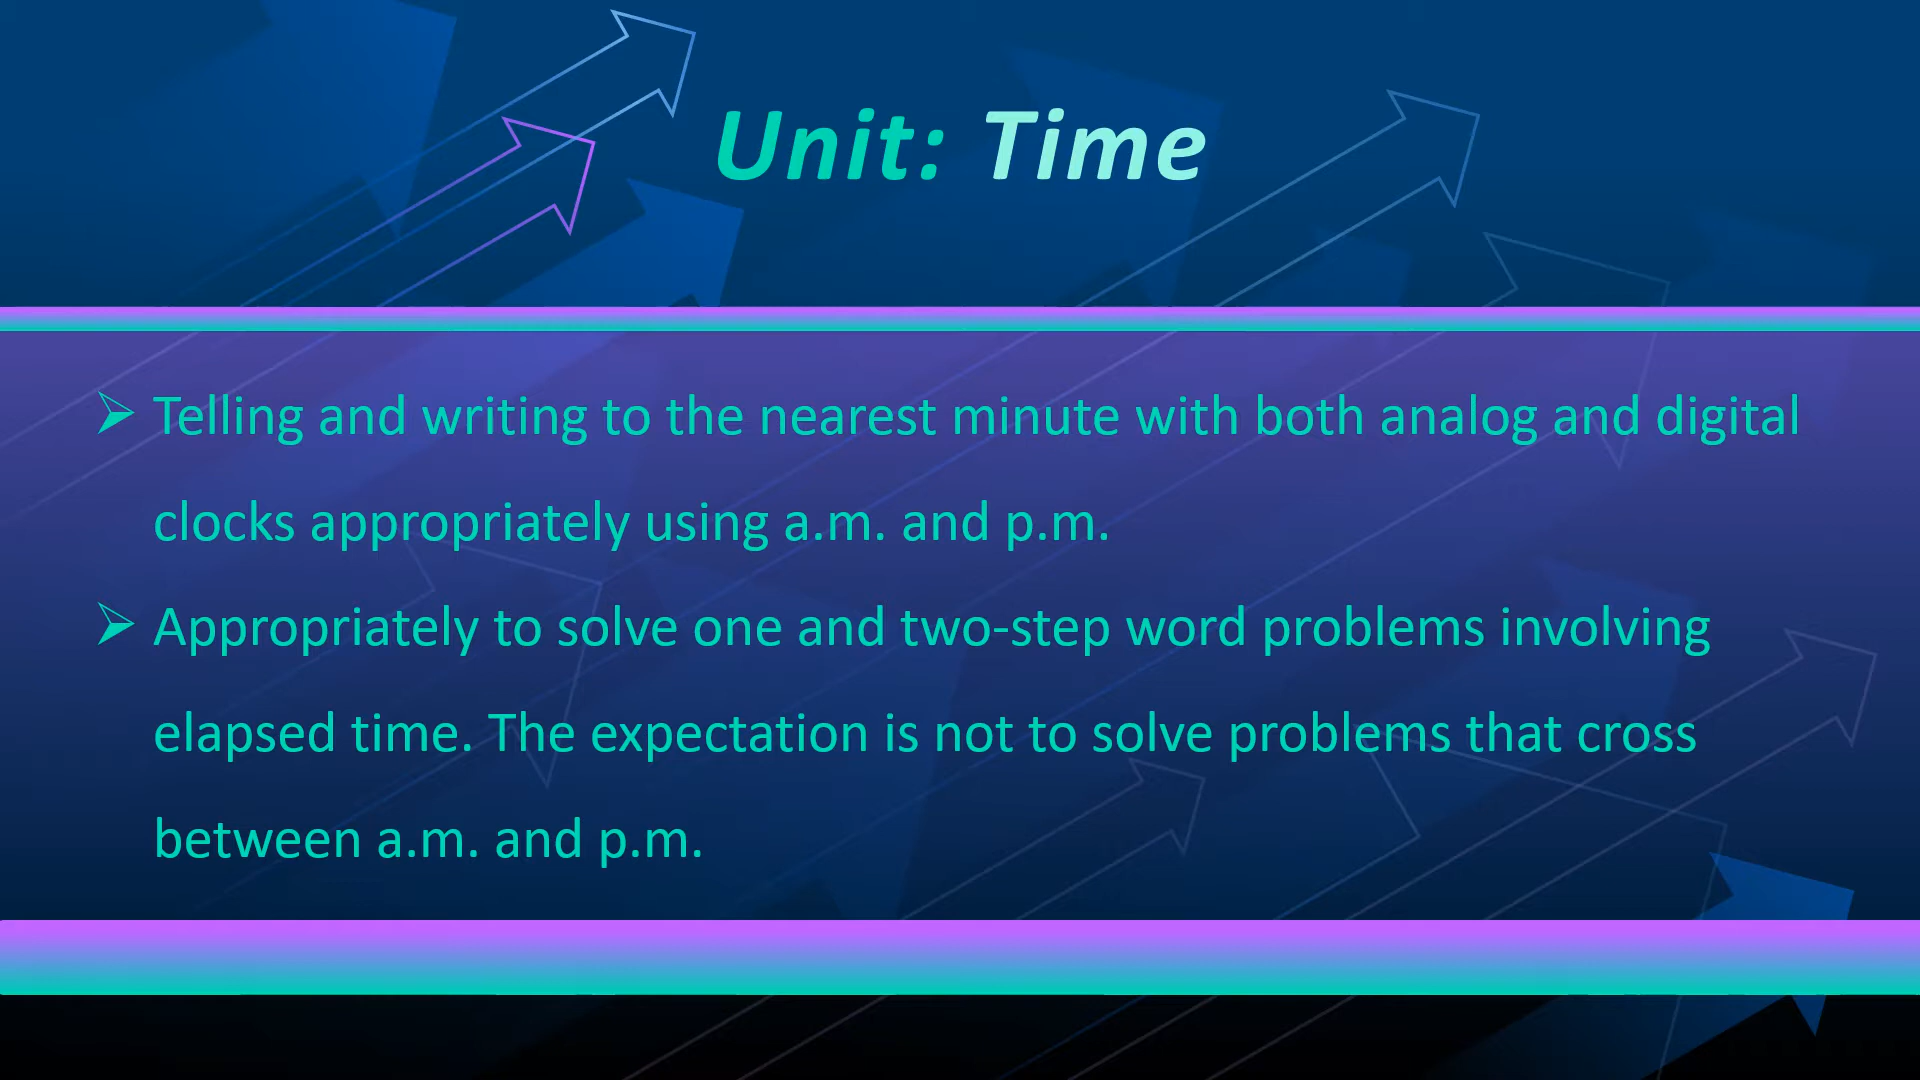 Unit: Time
Telling and writing to the nearest minute with both analog and digital
clocks appropriately using a.m. and p.m.
Appropriately to solve one and two-step word problems involving
elapsed time. The expectation is not to solve problems that cross
between a.m. and p.m.